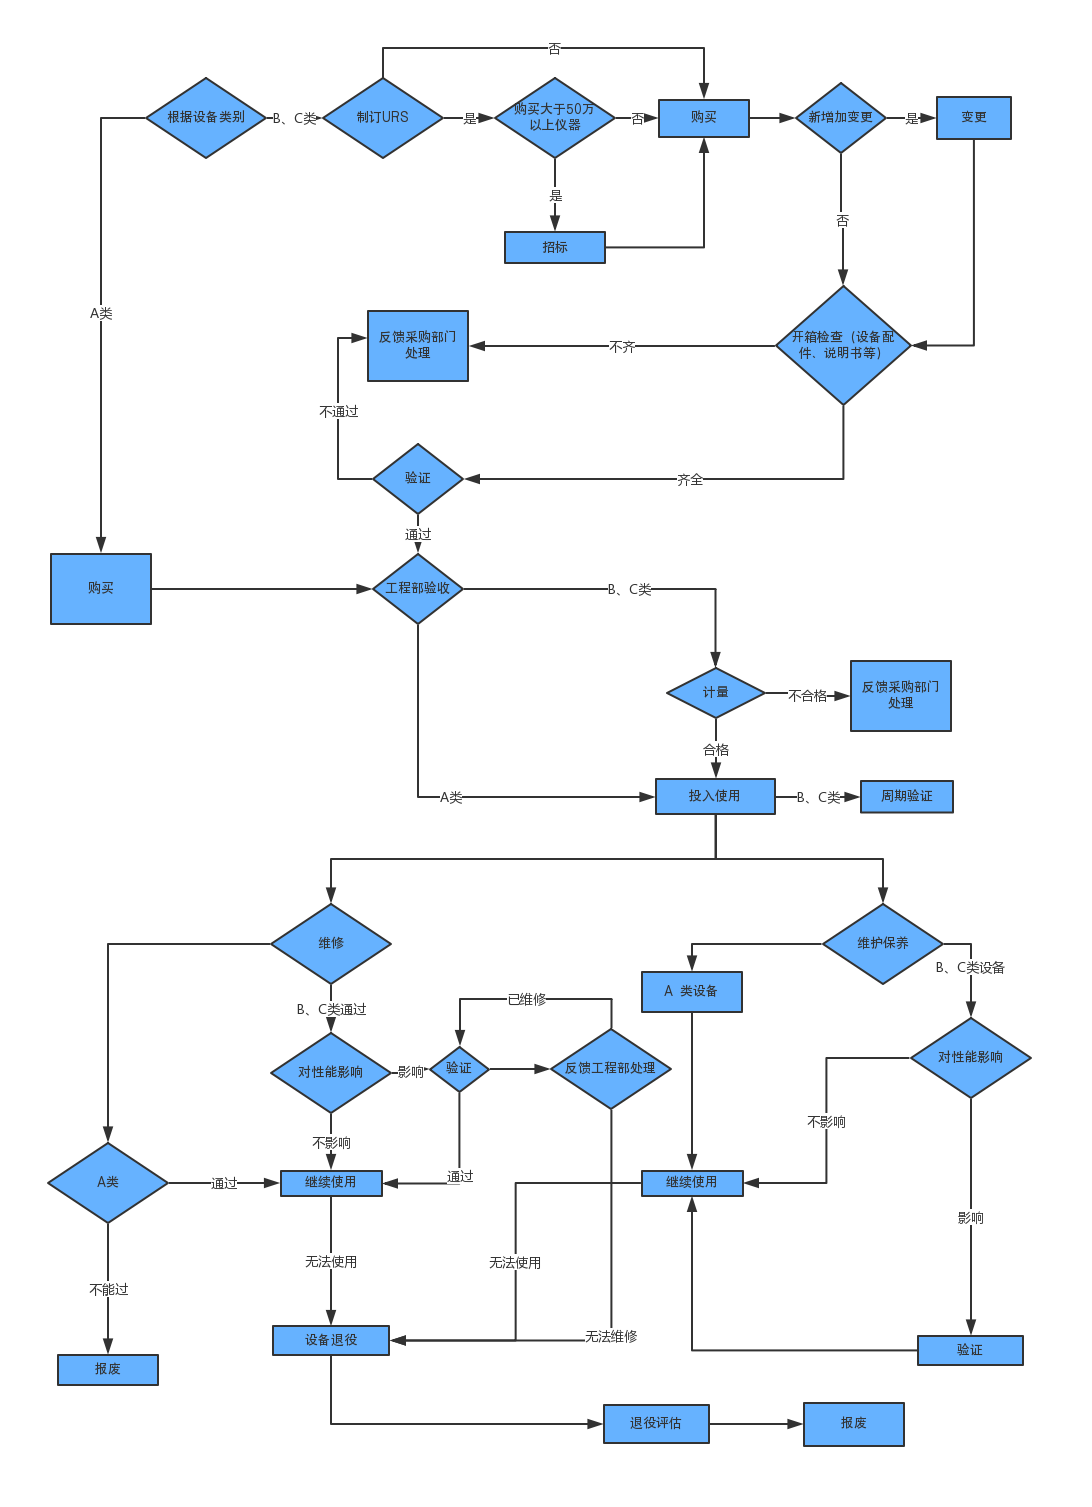 否
根据设备类别
B、C类
制订URS
是
购买大于50万
以上仪器
否
购买
新增加变更
是
变更
是
招标
否
A类
反馈采购部门
处理
不齐
开箱检查（设备配
件、说明书等）
不通过
验证
齐全
通过
购买
工程部验收
B、C类
计量
不合格
反馈采购部门
处理
合格
A类
投入使用
B、C类
周期验证
维修
维护保养
B、C类设备
A 类设备
B、C类通过
已维修
对性能影响
影响
验证
反馈工程部处理
对性能影响
不影响
不影响
A类
通过
继续使用
通过
继续使用
影响
无法使用
无法使用
不能过
设备退役
无法维修
验证
报废
退役评估
报废